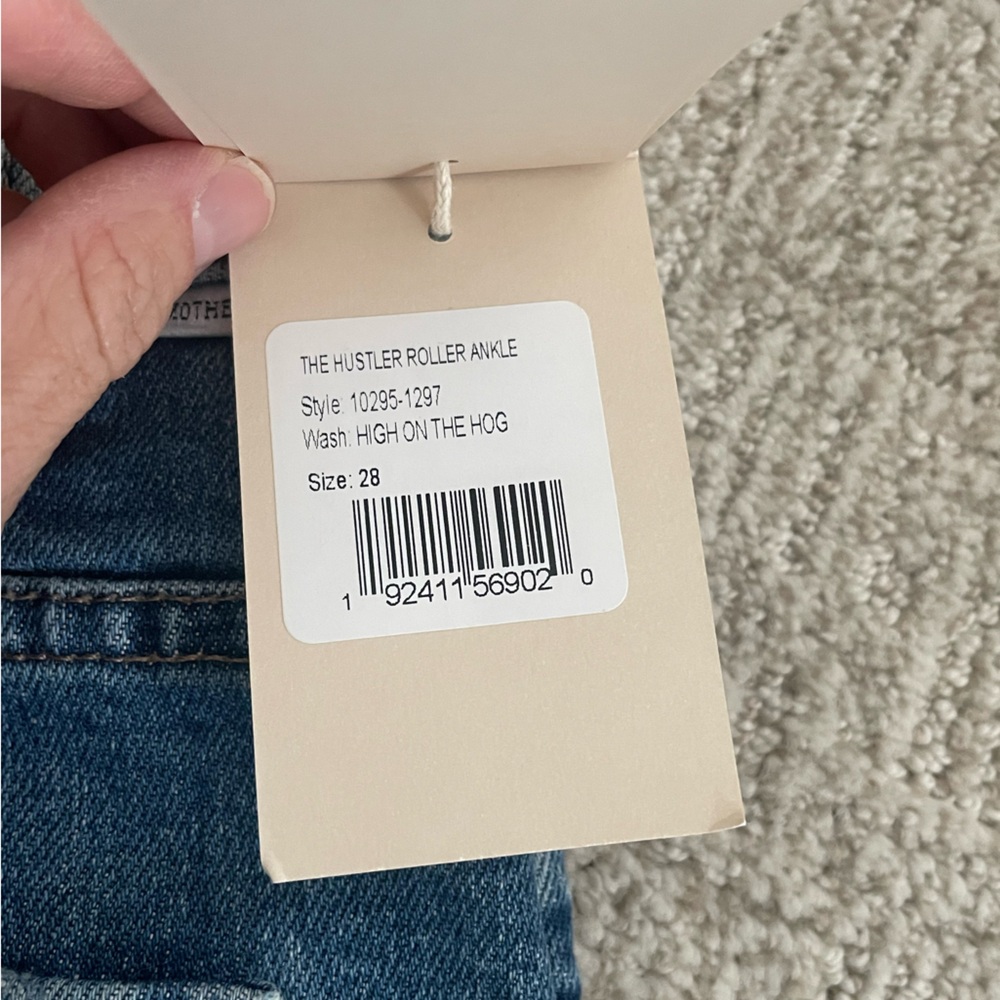 THE HUSTLER ROLLER ANKLE
Style: 10295-1297
Wash: HIGH ON THE HOG
Size: 28
1 92411 56902 0